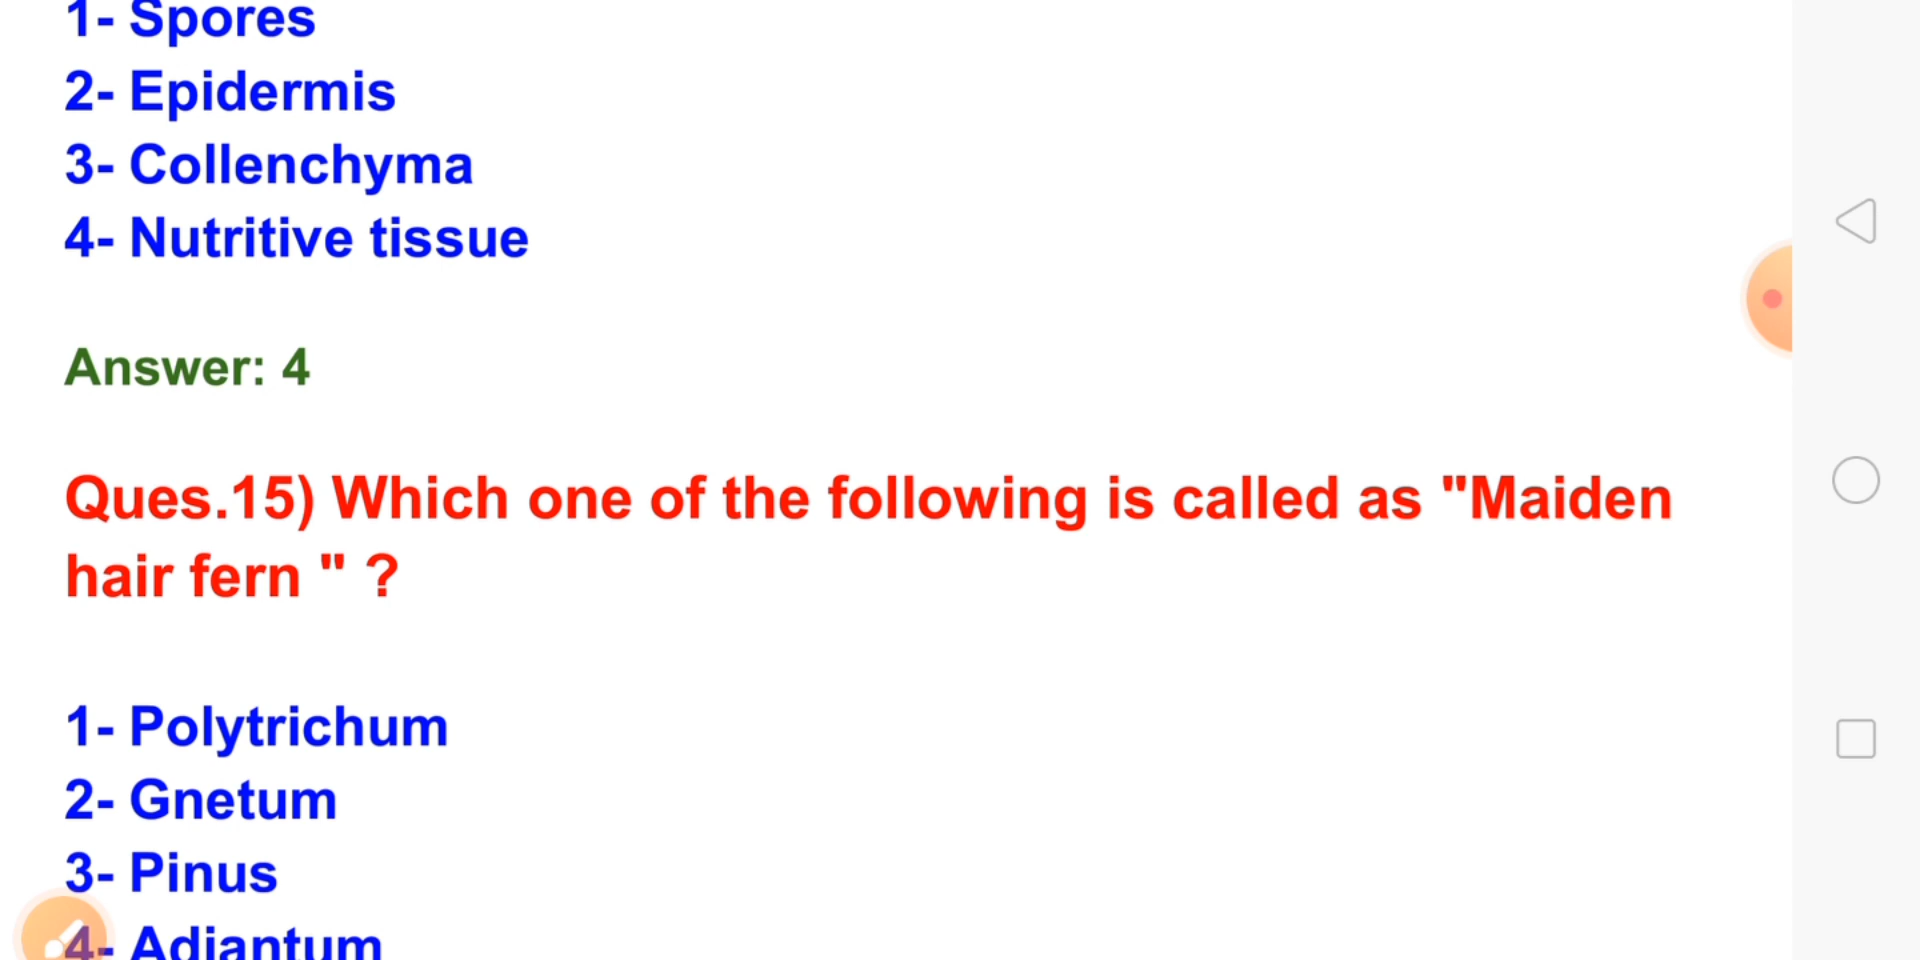 1- Spores
2- Epidermis
3- Collenchyma
4- Nutritive tissue
Answer: 4
Ques.15) Which one of the following is called as "Maiden
hair fern " ?
1- Polytrichum
2- Gnetum
3- Pinus
4- Adiantum